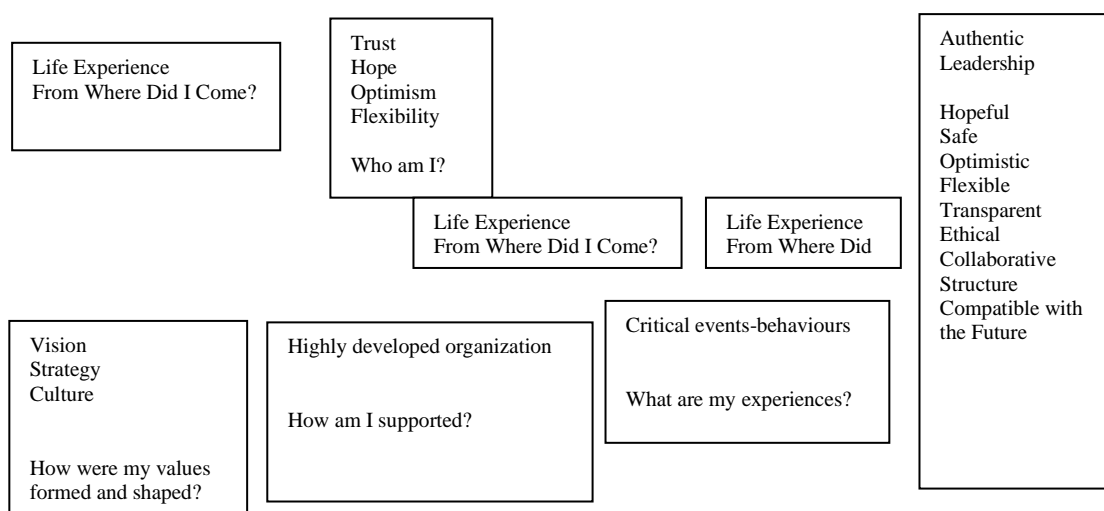 Life Experience
From Where Did I Come?
Trust
Hope
Optimism
Flexibility
Who am I?
Life Experience
From Where Did I Come?
Life Experience
From Where Did
Authentic
Leadership
Hopeful
Safe
Optimistic
Flexible
Transparent
Ethical
Collaborative
Structure
Compatible with
the Future
Vision
Strategy
Culture
How were my values
formed and shaped?
Highly developed organization
How am I supported?
Critical events-behaviours
What are my experiences?